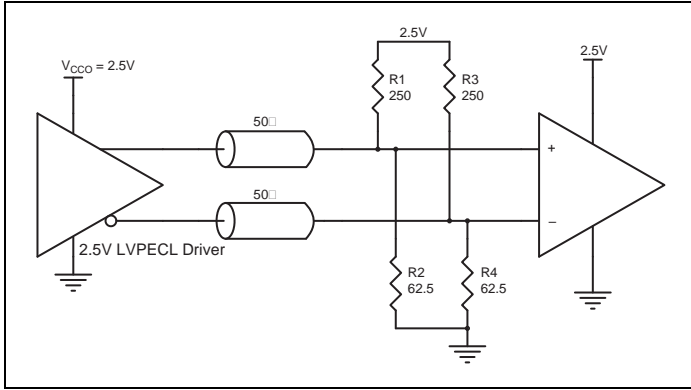 2.5V
2.5V
V_CCO = 2.5V
R1
250
R3
250
50▯
+
50▯
−
2.5V LVPECL Driver
R2
62.5
R4
62.5